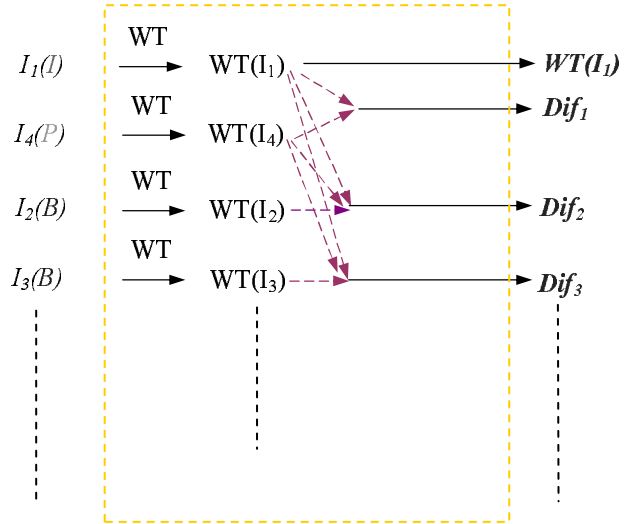 WT
I₁(I) WT(I₁) WT(I₁)
Dif₁
WT
I₄(P) WT(I₄)
WT
I₂(B) WT(I₂) Dif₂
WT
I₃(B) WT(I₃) Dif₃